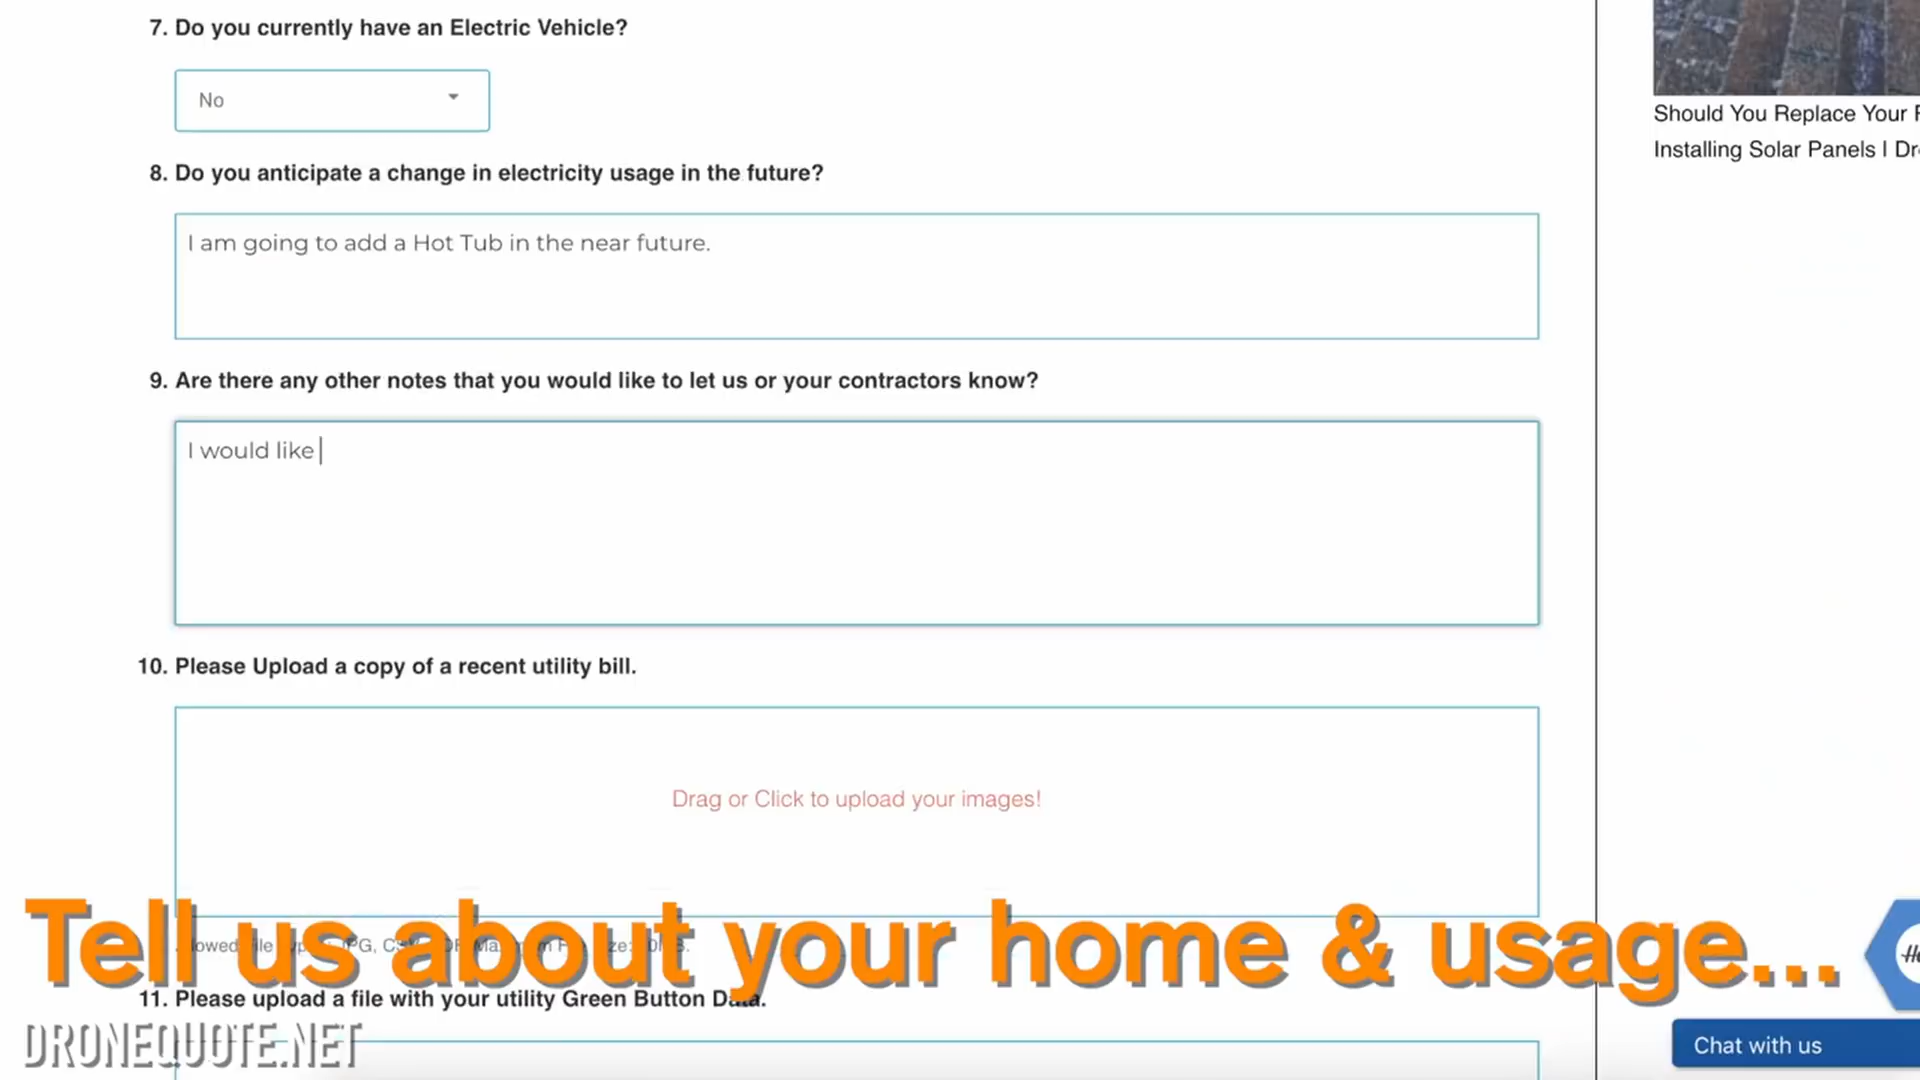 7. Do you currently have an Electric Vehicle?
No
8. Do you anticipate a change in electricity usage in the future?
I am going to add a Hot Tub in the near future.
9. Are there any other notes that you would like to let us or your contractors know?
I would like
10. Please Upload a copy of a recent utility bill.
Drag or Click to upload your images!
Tell us about your home & usage...
11. Please upload a file with your utility Green Button Data.
DRONEQUOTE.NET
Should You Replace Your
Installing Solar Panels |
Chat with us